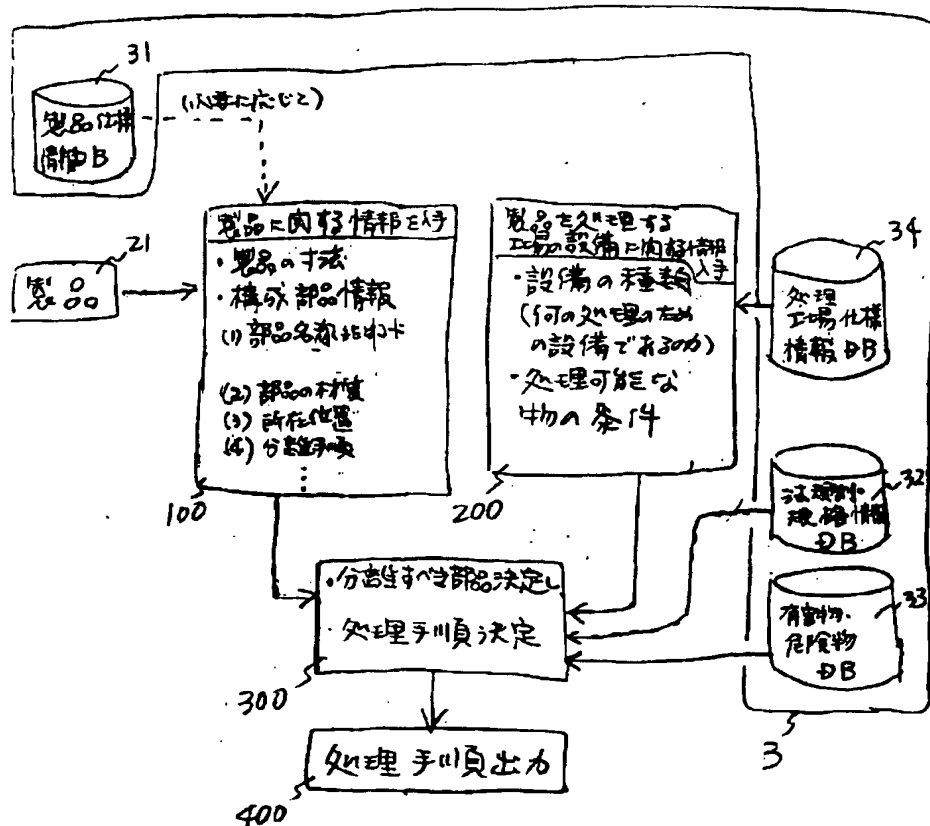 31
製品仕様
情報DB
(必要に応じて)
21
製品
製品に関する情報を入手
・製品の寸法
・構成部品情報
(1)部品名称
(2)部品の材質
(3)所在位置
(4)分離手順
100
製品を処理する
工場の設備に関する情報
入手
・設備の種類
(何の処理のため
の設備であるのか)
・処理可能な
物の条件
200
34
処理
工場仕様
情報DB
32
法規制・
規格情報
DB
33
有害物・
危険物
DB
3
・分離すべき部品決定し
・処理手順決定
300
処理手順出力
400